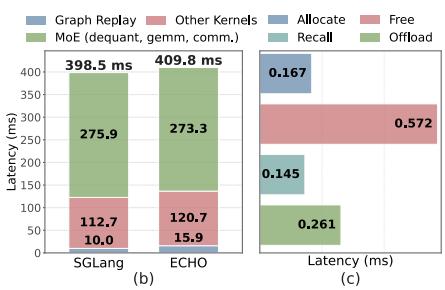 Graph Replay
Other Kernels
MoE (dequant, gemm, comm.)
Allocate
Free
Recall
Offload
Latency (ms)
400
350
300
250
200
150
100
50
0
398.5 ms
409.8 ms
275.9
273.3
112.7
120.7
10.0
15.9
SGLang
ECHO
(b)
0.167
0.572
0.145
0.261
Latency (ms)
(c)